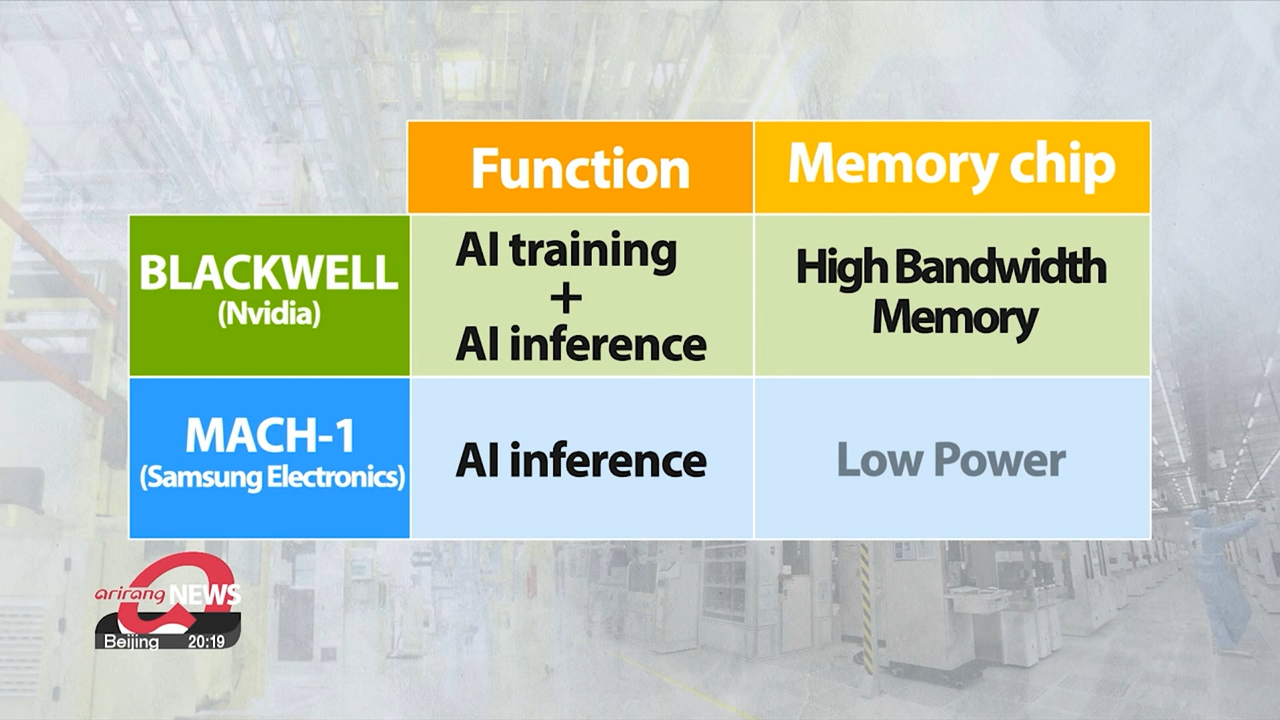 Function
Memory chip
BLACKWELL
(Nvidia)
AI training
+
AI inference
High Bandwidth
Memory
MACH-1
(Samsung Electronics)
AI inference
Low Power
arirang NEWS
Beijing 20:19